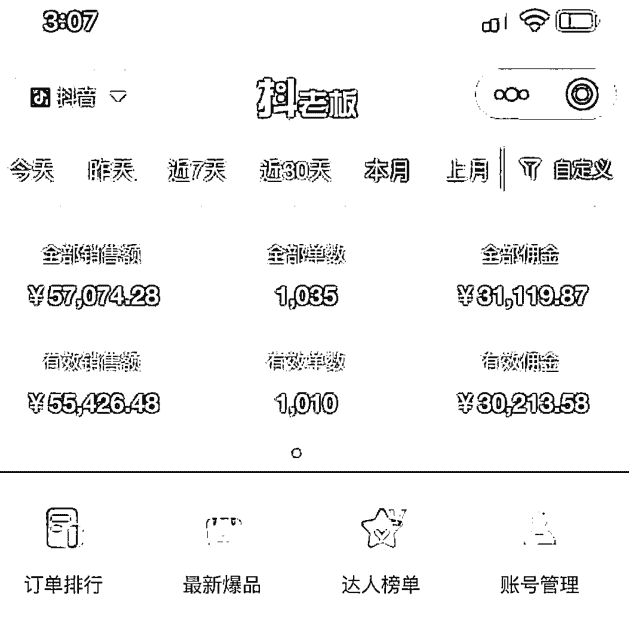 3:07
抖音 抖老板
今天 昨天 近7天 近30天 本月 上月 自定义
全部销售额 全部单数 全部佣金
¥57,074.28 1,035 ¥31,119.87
有效销售额 有效单数 有效佣金
¥55,426.48 1,010 ¥30,213.58
订单排行 最新爆品 达人榜单 账号管理